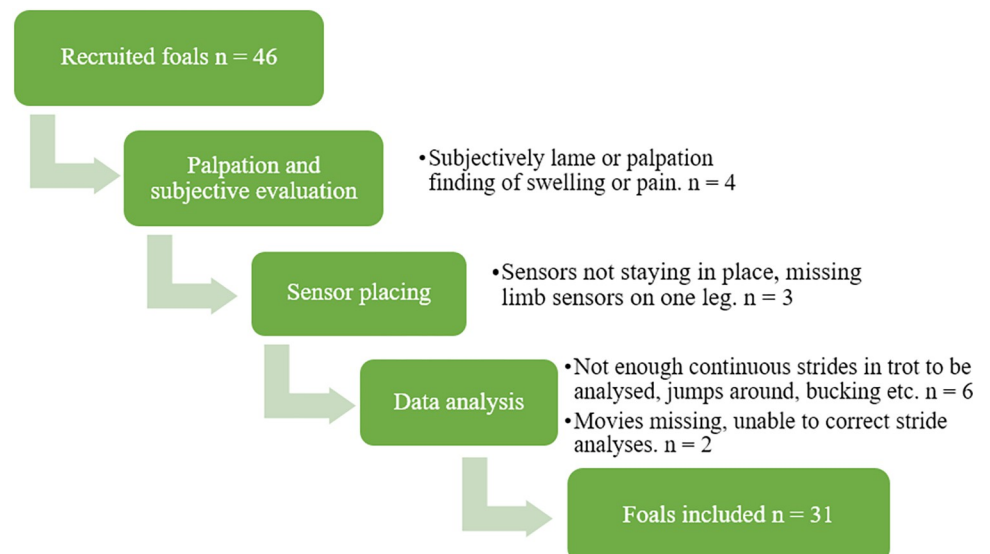 Recruited foals n = 46
Palpation and
subjective evaluation
•Subjectively lame or palpation
finding of swelling or pain. n = 4
Sensor placing
•Sensors not staying in place, missing
limb sensors on one leg. n = 3
Data analysis
•Not enough continuous strides in trot to be
analysed, jumps around, bucking etc. n = 6
•Movies missing, unable to correct stride
analyses. n = 2
Foals included n = 31